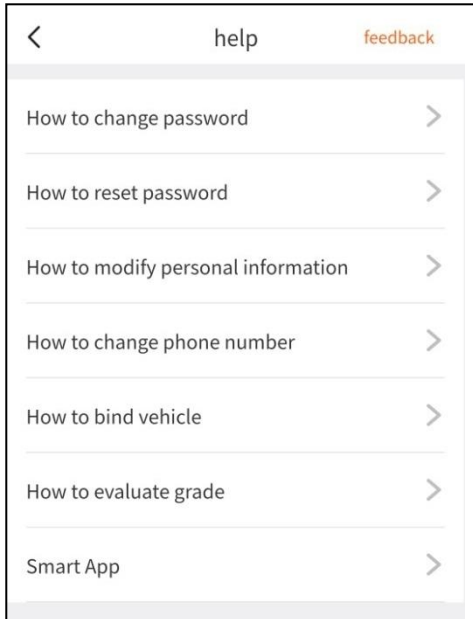 help
feedback
How to change password
How to reset password
How to modify personal information
How to change phone number
How to bind vehicle
How to evaluate grade
Smart App